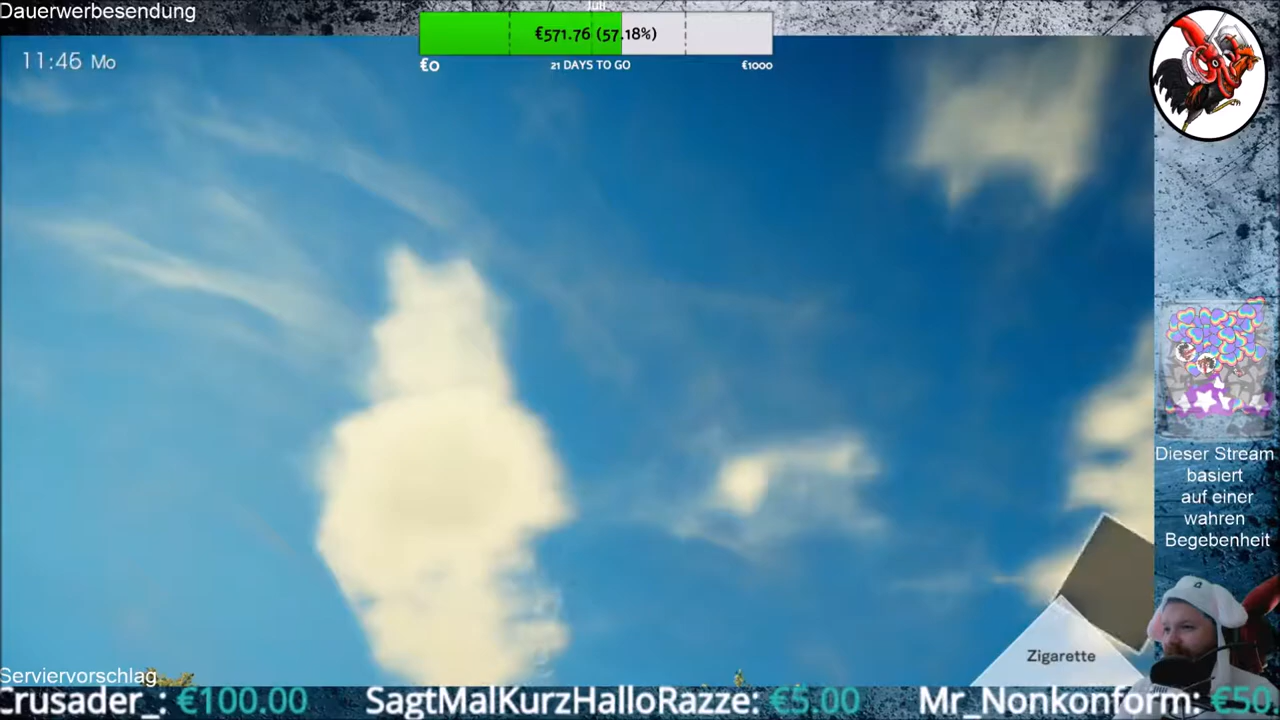 Dauerwerbesendung
Juli
€571.76 (57.18%)
11:46 Mo
€0
21 DAYS TO GO
€1000
Dieser Stream
basiert
auf einer
wahren
Begebenheit
Zigarette
Serviervorschlag
Crusader_: €100.00 SagtMalKurzHalloRazze: €5.00 Mr_Nonkonform: €50.